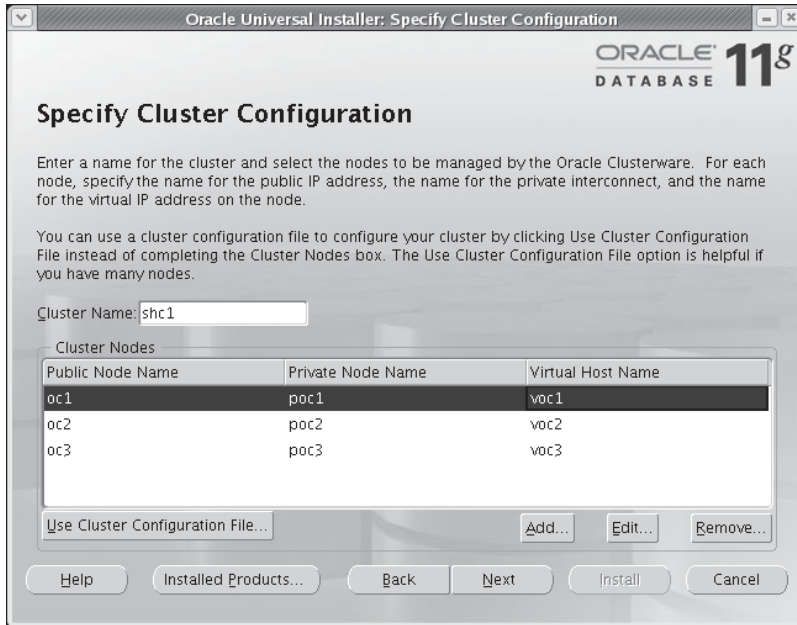 Oracle Universal Installer: Specify Cluster Configuration
ORACLE
DATABASE 11g
Specify Cluster Configuration
Enter a name for the cluster and select the nodes to be managed by the Oracle Clusterware. For each
node, specify the name for the public IP address, the name for the private interconnect, and the name
for the virtual IP address on the node.
You can use a cluster configuration file to configure your cluster by clicking Use Cluster Configuration
File instead of completing the Cluster Nodes box. The Use Cluster Configuration File option is helpful if
you have many nodes.
Cluster Name: shc1
Cluster Nodes
Public Node Name Private Node Name Virtual Host Name
oc1 poc1 voc1
oc2 poc2 voc2
oc3 poc3 voc3
Use Cluster Configuration File... Add... Edit... Remove...
Help Installed Products... Back Next Install Cancel